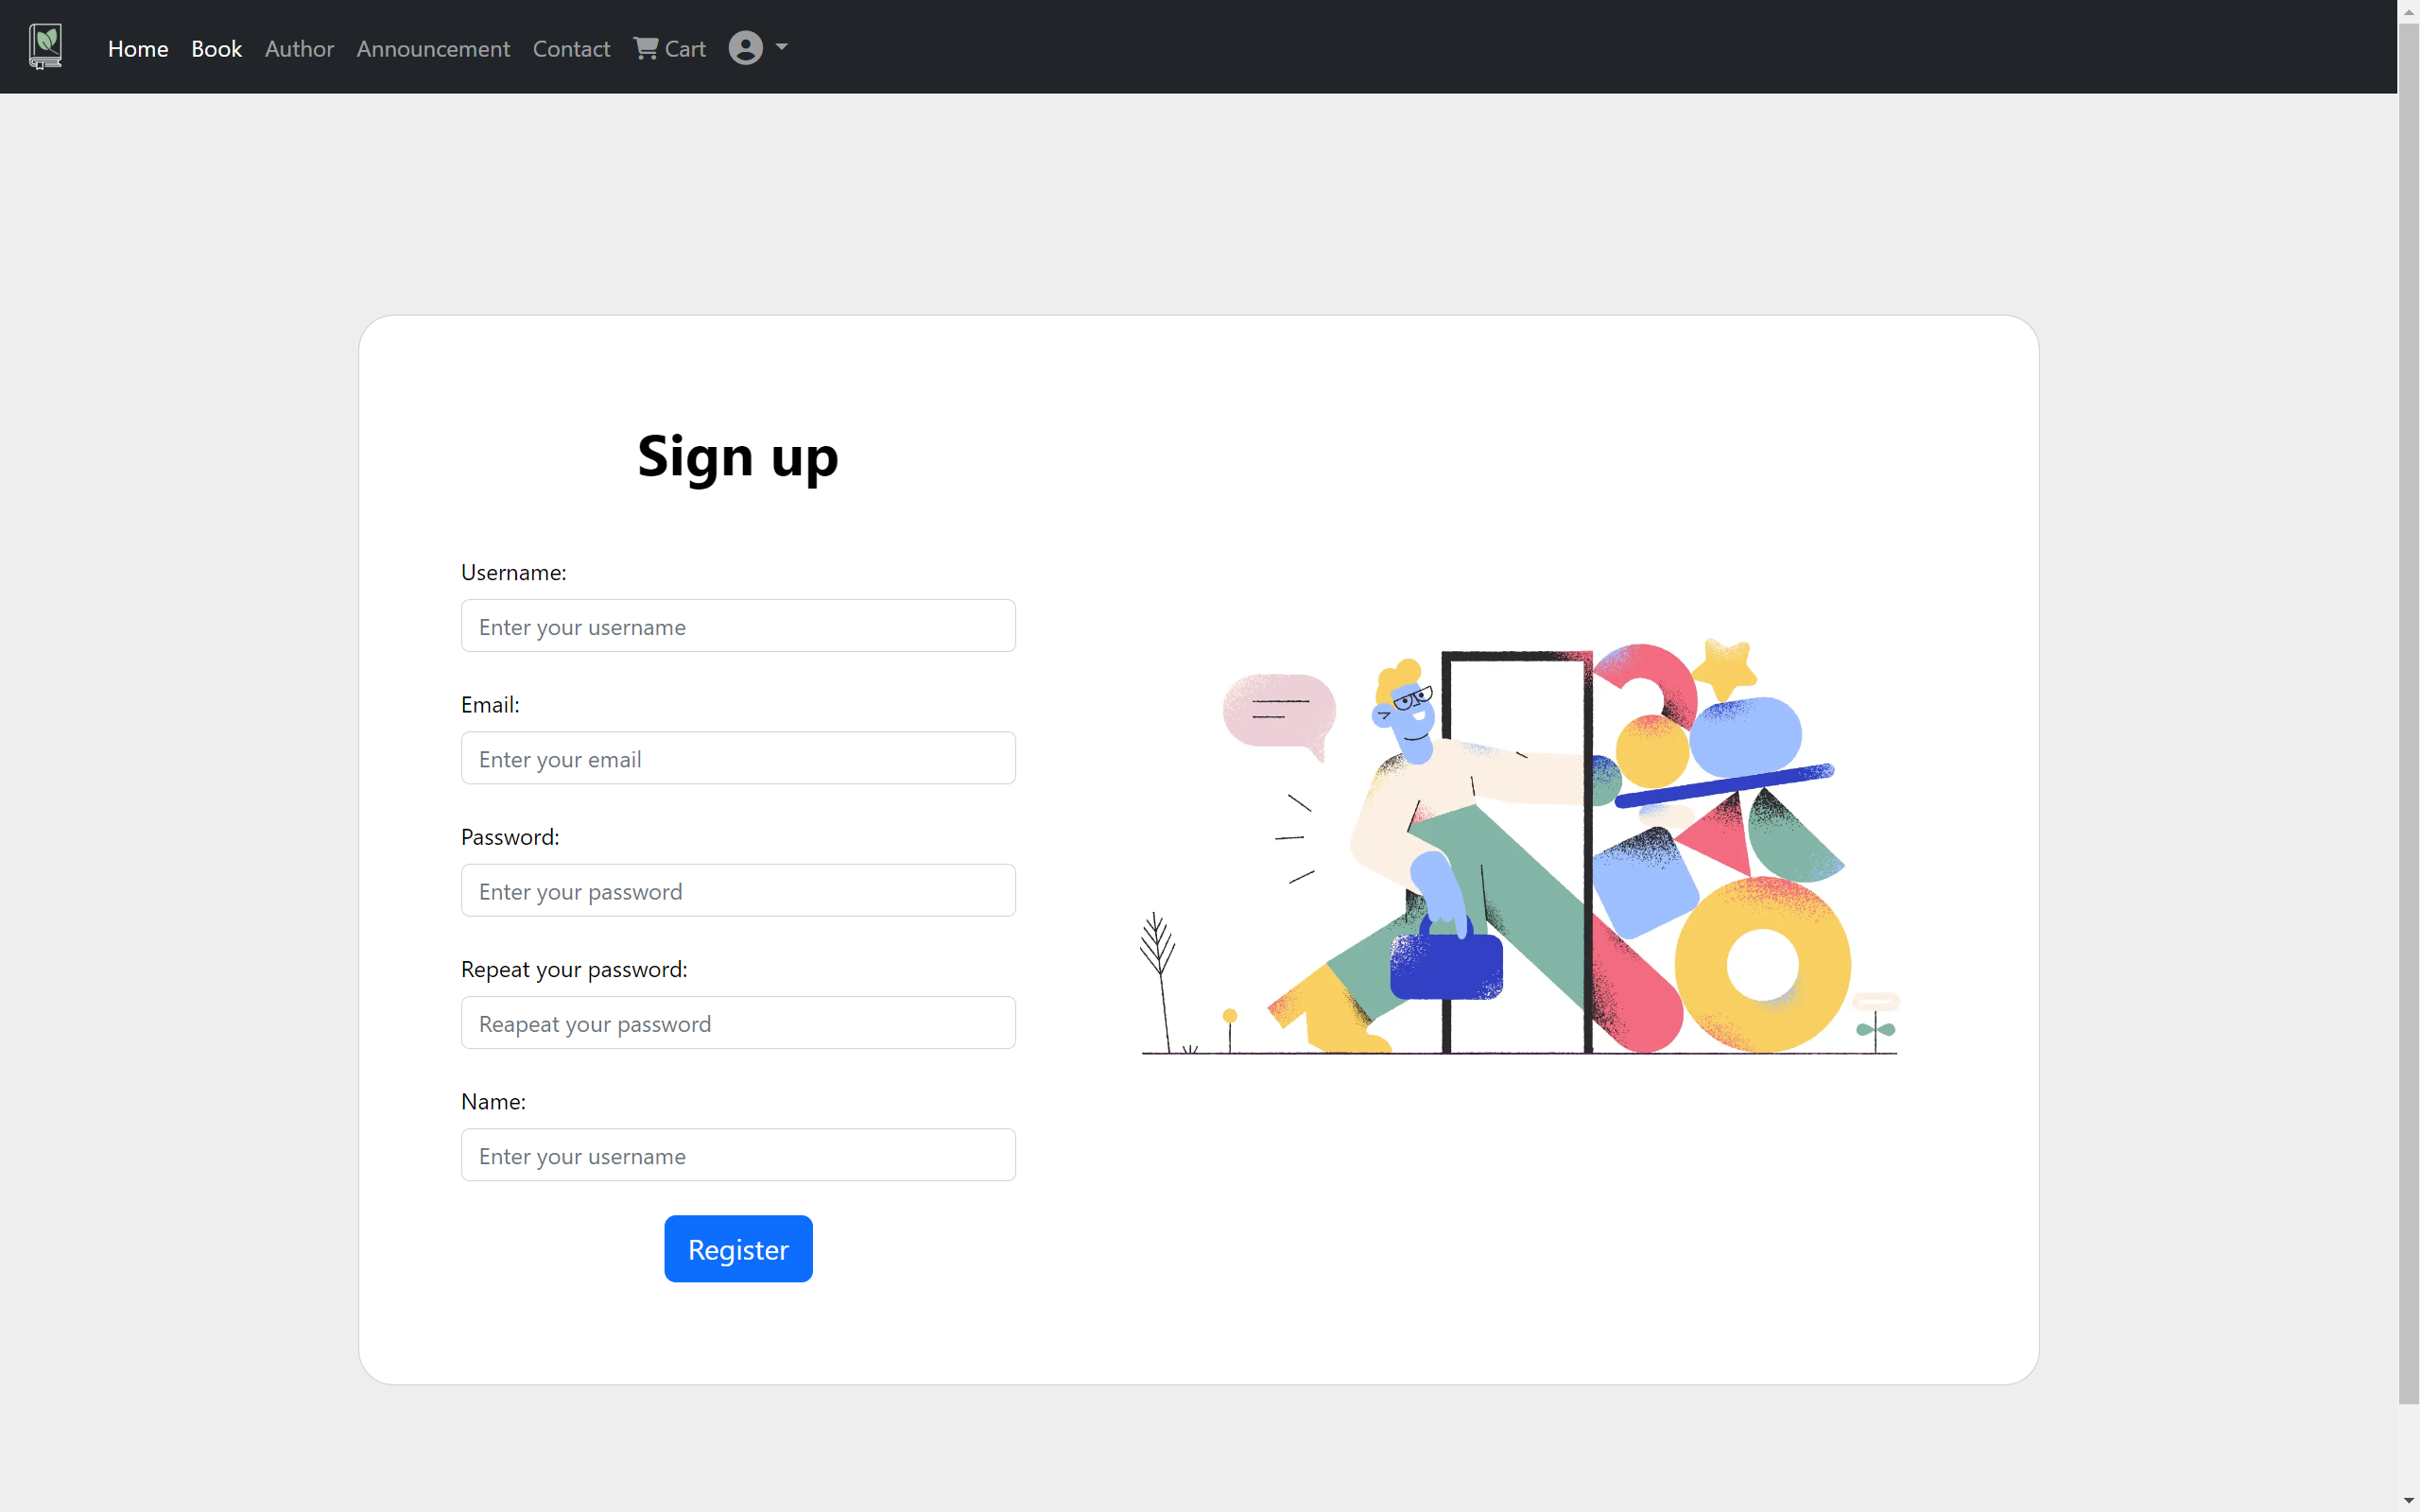 Home Book Author Announcement Contact Cart
Sign up
Username:
Enter your username
Email:
Enter your email
Password:
Enter your password
Repeat your password:
Reapeat your password
Name:
Enter your username
Register